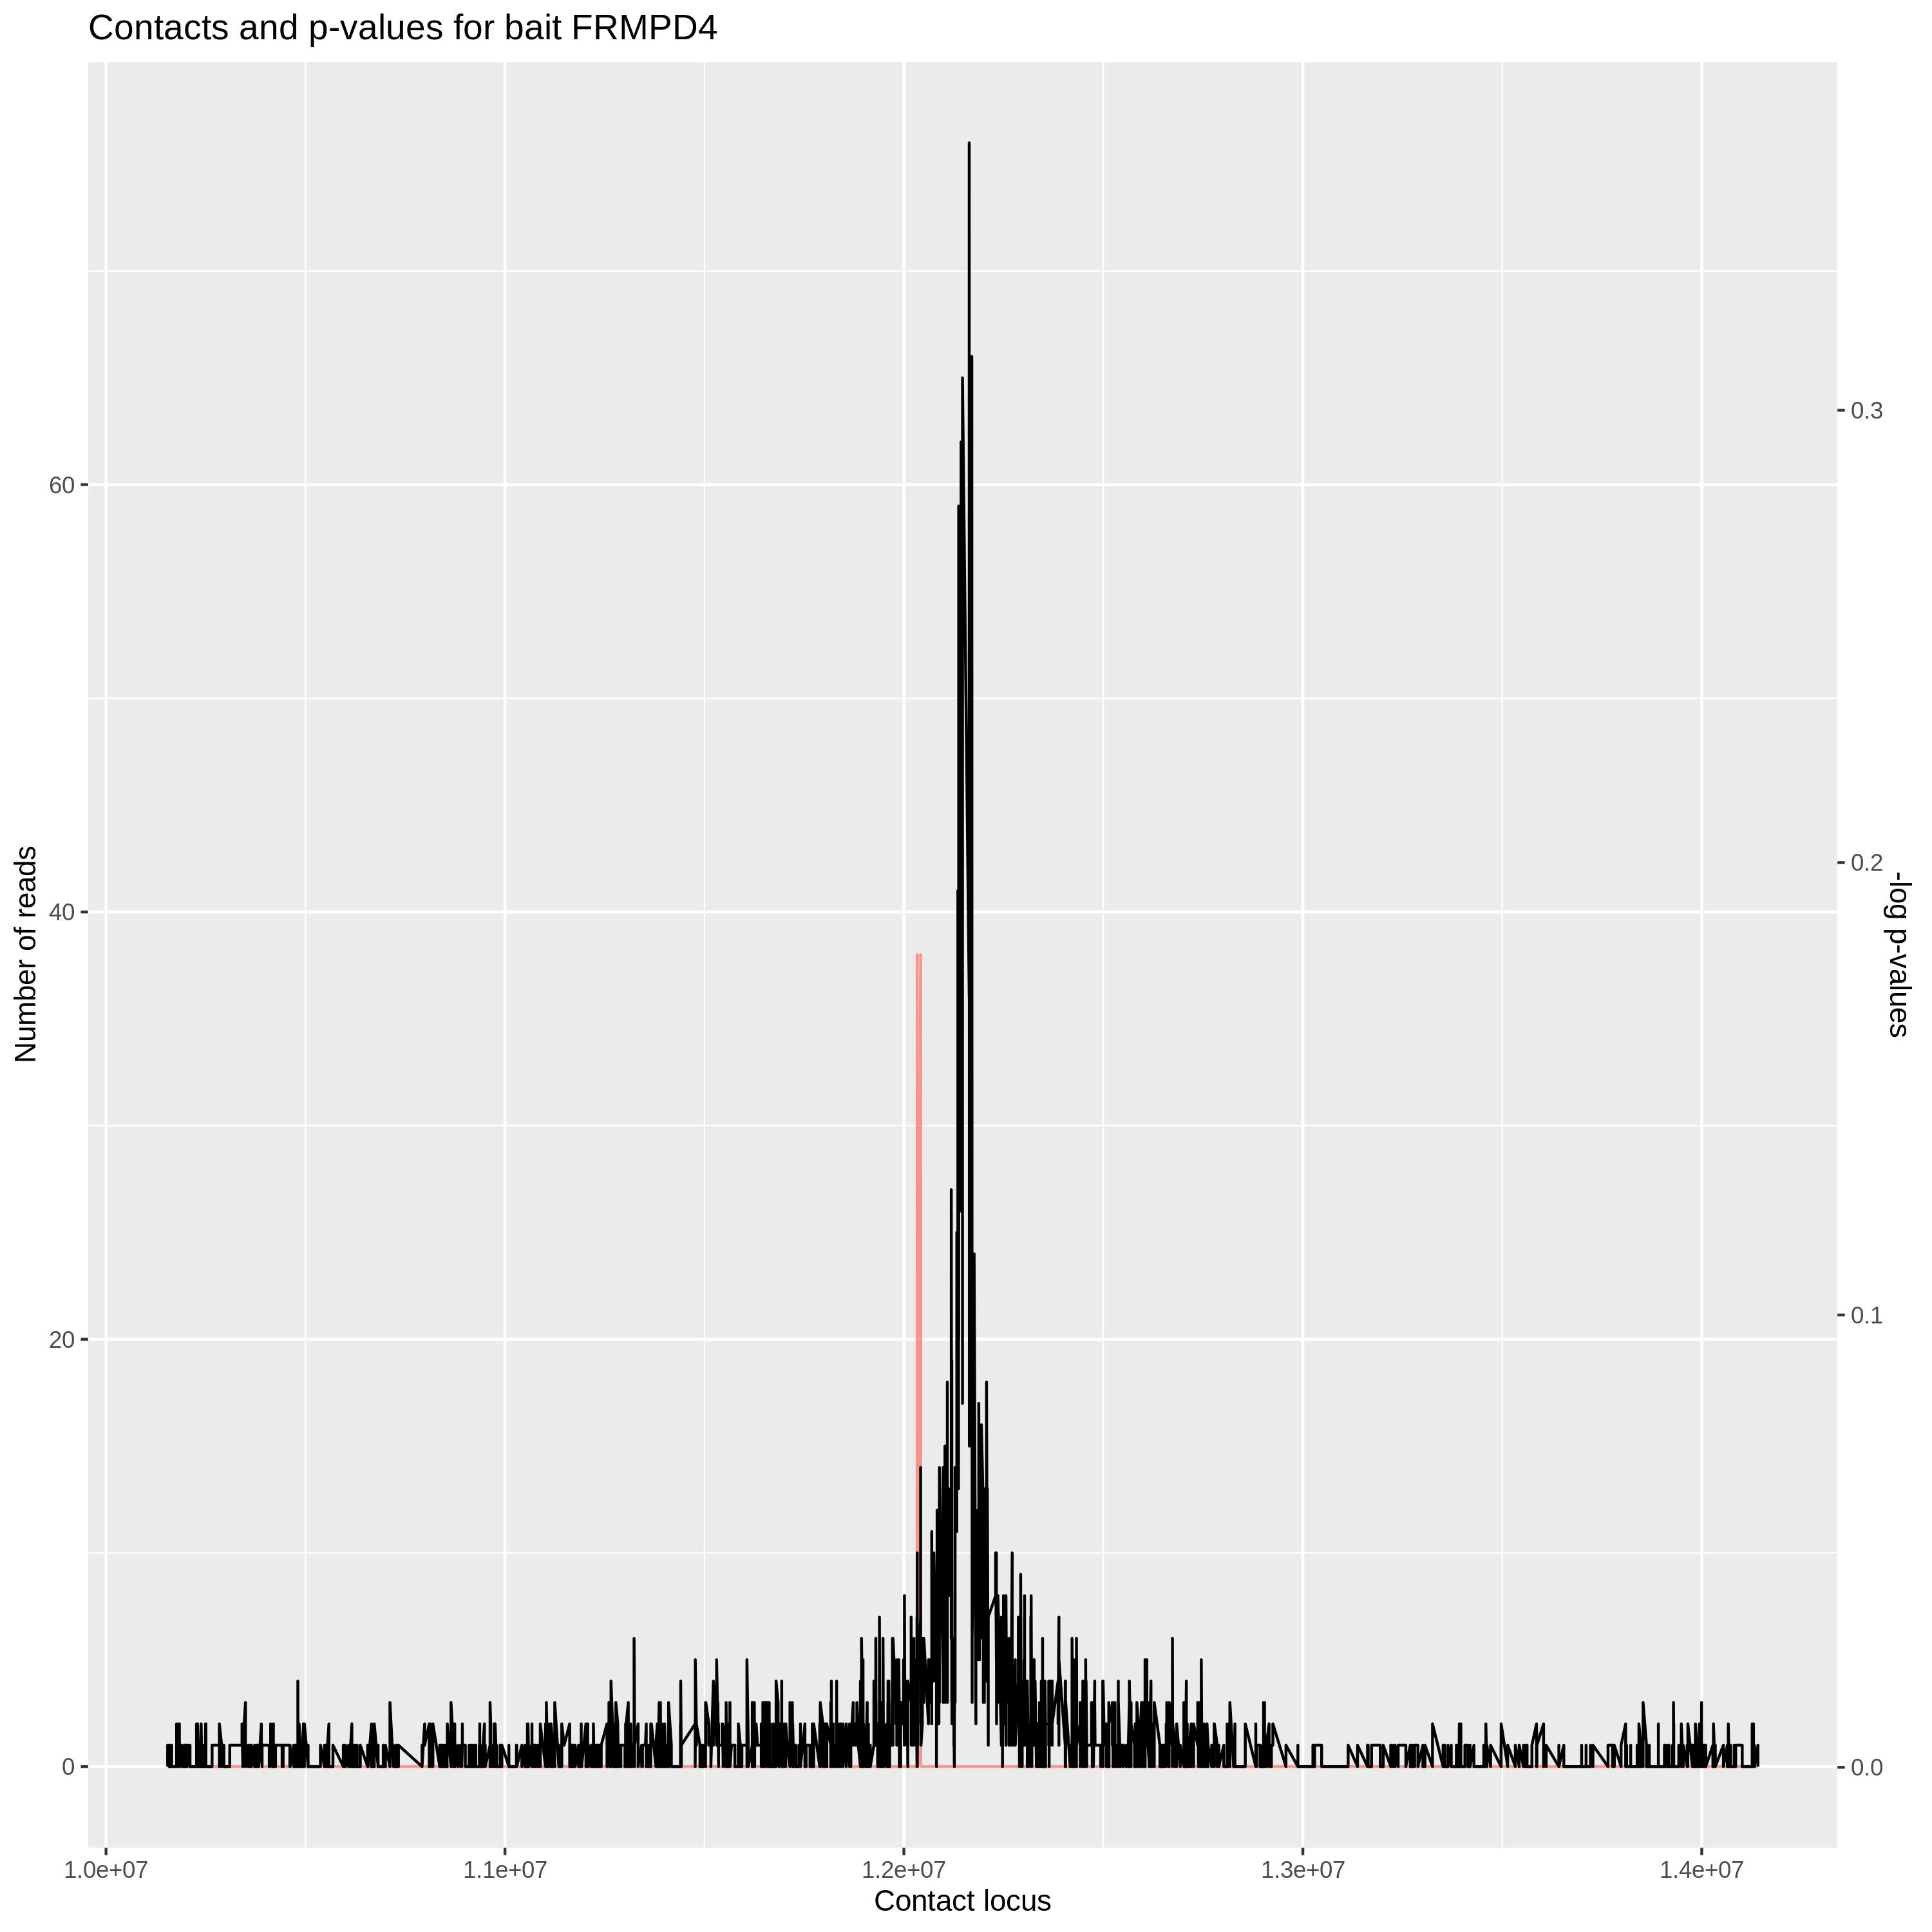 Contacts and p-values for bait FRMPD4
Number of reads
60
40
20
0
0.3
0.2
0.1
0.0
-log p-values
1.0e+07
1.1e+07
1.2e+07
1.3e+07
1.4e+07
Contact locus